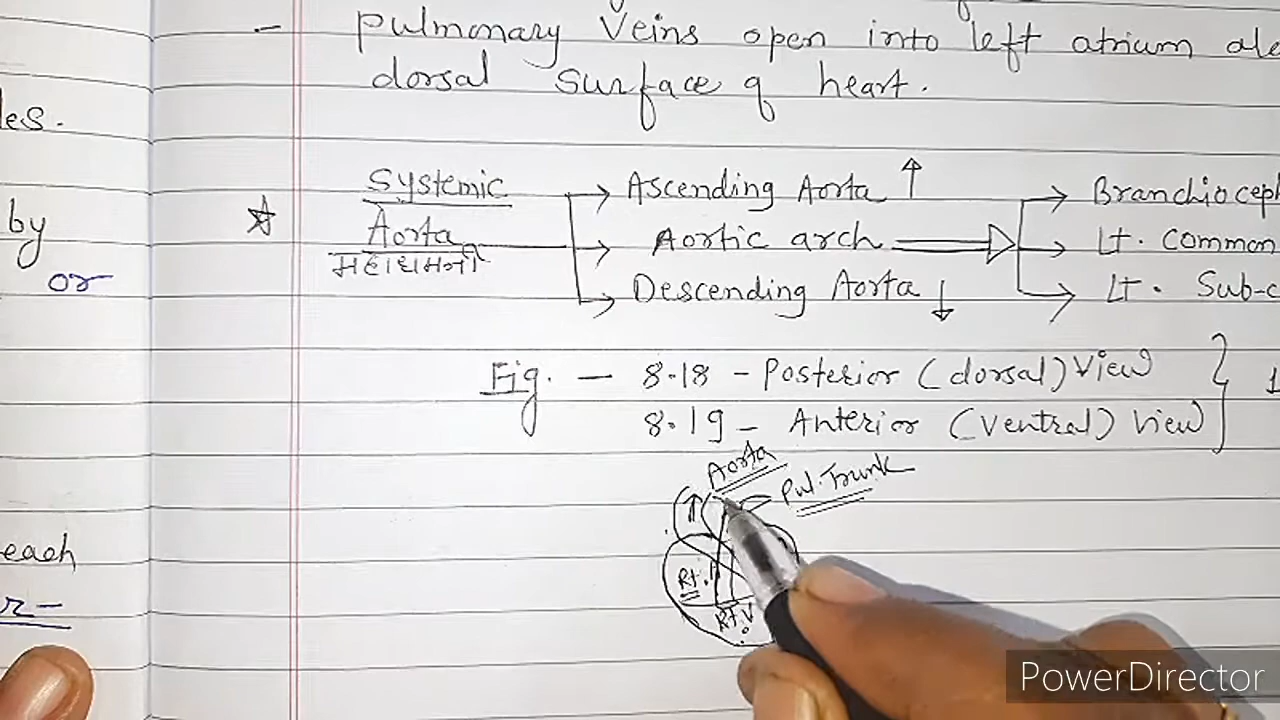 - Pulmonary Veins open into left atrium
dorsal surface of heart.
les.
☆ Systemic → Ascending Aorta ↑ → Branchioceph
by Aorta → Aortic arch ⇒ → Lt. Common
महाधमनी
or → Descending Aorta ↓ → Lt. Sub-c
Fig. - 8.18 - Posterior (dorsal) View }
8.19 - Anterior (Ventral) View
Aorta
Pul. Trunk
each
Rt.
Rt. V
PowerDirector